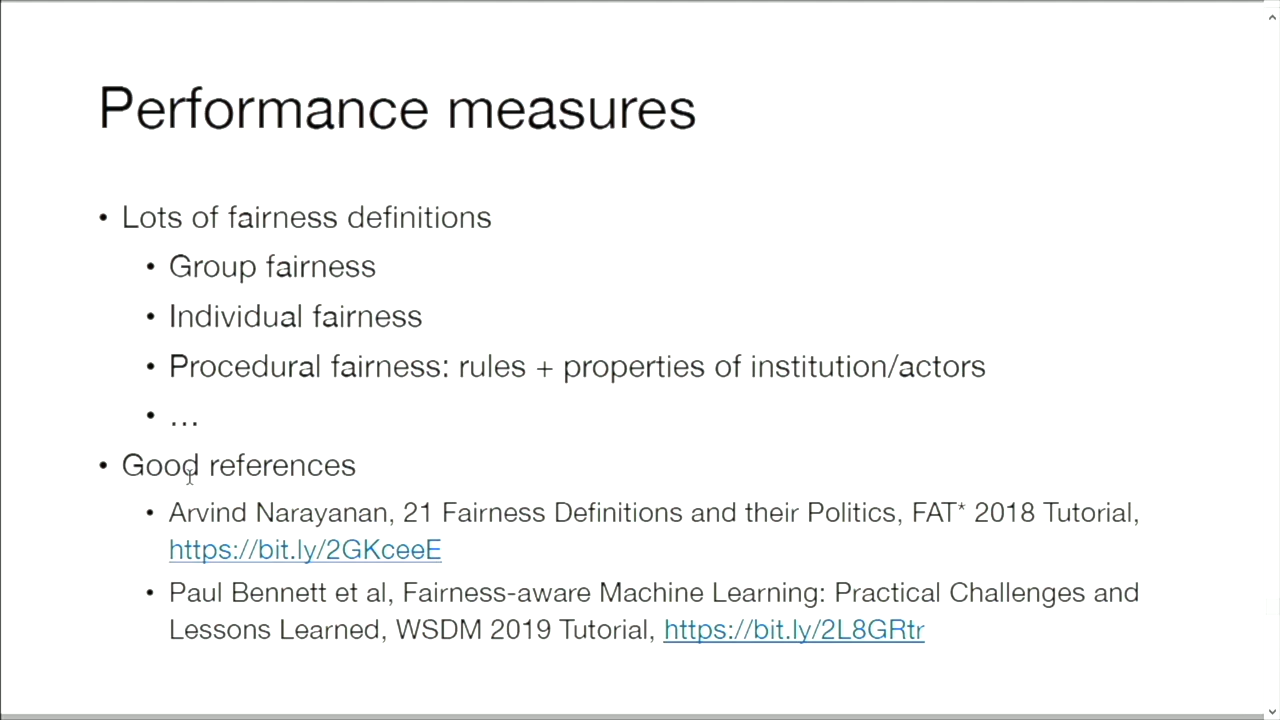 Performance measures
• Lots of fairness definitions
• Group fairness
• Individual fairness
• Procedural fairness: rules + properties of institution/actors
• …
• Good references
• Arvind Narayanan, 21 Fairness Definitions and their Politics, FAT* 2018 Tutorial,
https://bit.ly/2GKceeE
• Paul Bennett et al, Fairness-aware Machine Learning: Practical Challenges and
Lessons Learned, WSDM 2019 Tutorial, https://bit.ly/2L8GRtr